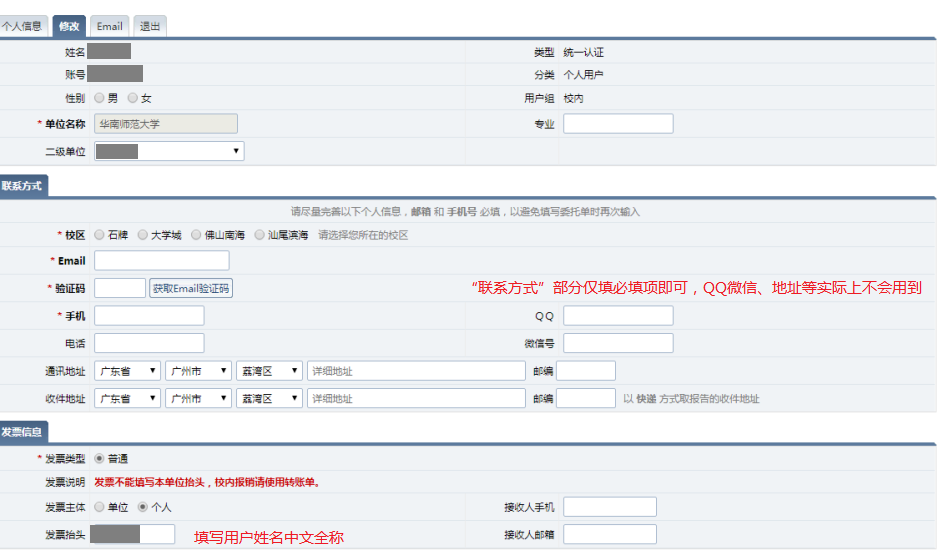 个人信息 修改 Email 退出
姓名 类型 统一认证
账号 分类 个人用户
性别 男 女 用户组 校内
* 单位名称 华南师范大学 专业
二级单位
联系方式
请尽量完善以下个人信息，邮箱 和 手机号 必填，以避免填写委托单时再次输入
* 校区 石牌 大学城 佛山南海 汕尾滨海 请选择您所在的校区
* Email
* 验证码 获取Email验证码 “联系方式”部分仅填必填项即可，QQ微信、地址等实际上不会用到
* 手机 QQ
电话 微信号
通讯地址 广东省 广州市 荔湾区 详细地址 邮编
收件地址 广东省 广州市 荔湾区 详细地址 邮编 以 快递 方式取报告的收件地址
发票信息
* 发票类型 普通
发票说明 发票不能填写本单位抬头，校内报销请使用转账单。
发票主体 单位 个人 接收人手机
发票抬头 填写用户姓名中文全称 接收人邮箱